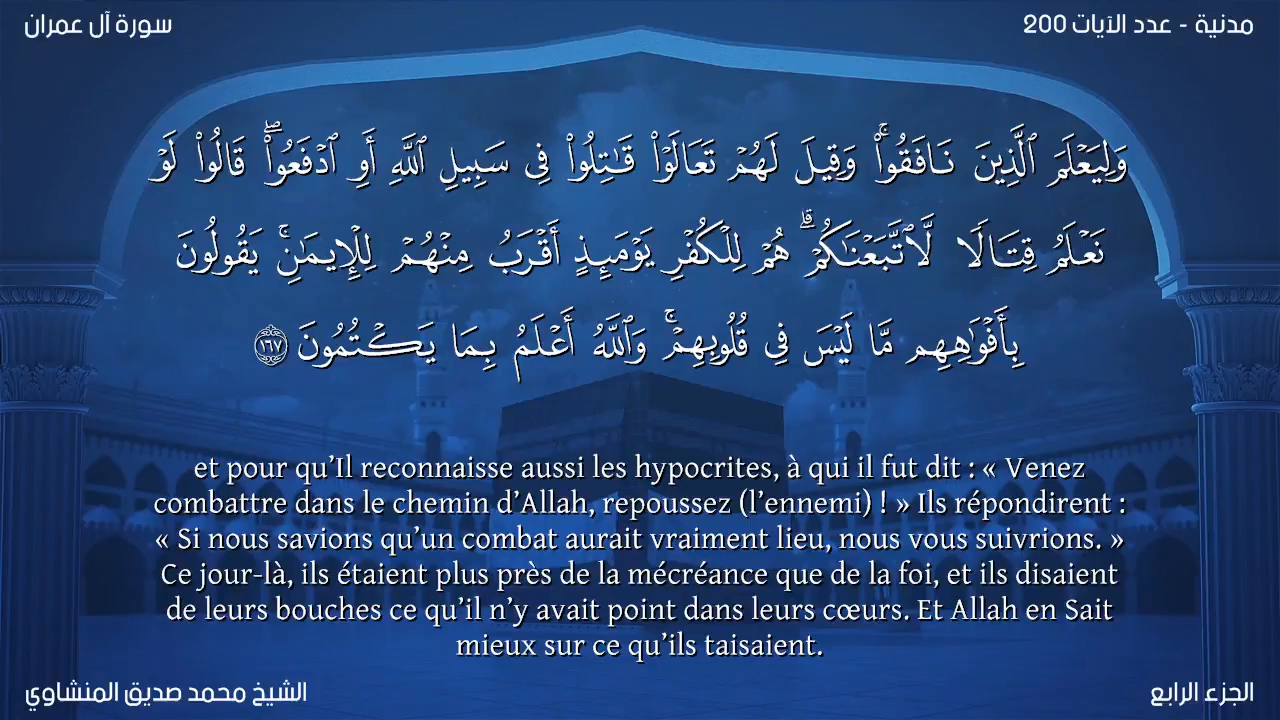 مدنية - عدد الآيات 200
سورة آل عمران
وَلِيَعۡلَمَ ٱلَّذِينَ نَافَقُواْۚ وَقِيلَ لَهُمۡ تَعَالَوۡاْ قَٰتِلُواْ فِي سَبِيلِ ٱللَّهِ أَوِ ٱدۡفَعُواْۖ قَالُواْ لَوۡ
نَعۡلَمُ قِتَالٗا لَّٱتَّبَعۡنَٰكُمۡۗ هُمۡ لِلۡكُفۡرِ يَوۡمَئِذٍ أَقۡرَبُ مِنۡهُمۡ لِلۡإِيمَٰنِۚ يَقُولُونَ
بِأَفۡوَٰهِهِم مَّا لَيۡسَ فِي قُلُوبِهِمۡۚ وَٱللَّهُ أَعۡلَمُ بِمَا يَكۡتُمُونَ ١٦٧
et pour qu’Il reconnaisse aussi les hypocrites, à qui il fut dit : « Venez
combattre dans le chemin d’Allah, repoussez (l’ennemi) ! » Ils répondirent :
« Si nous savions qu’un combat aurait vraiment lieu, nous vous suivrions. »
Ce jour-là, ils étaient plus près de la mécréance que de la foi, et ils disaient
de leurs bouches ce qu’il n’y avait point dans leurs cœurs. Et Allah en Sait
mieux sur ce qu’ils taisaient.
الجزء الرابع
الشيخ محمد صديق المنشاوي